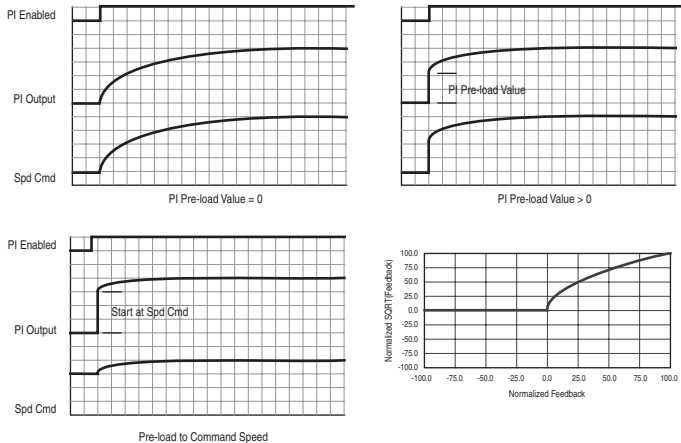 PI Enabled
PI Output
Spd Cmd
PI Pre-load Value = 0
PI Pre-load Value
PI Pre-load Value > 0
PI Enabled
PI Output
Start at Spd Cmd
Spd Cmd
Pre-load to Command Speed
Normalized SQRT(Feedback)
100.0
75.0
50.0
25.0
0.0
-25.0
-50.0
-75.0
-100.0
-100.0 -75.0 -50.0 -25.0 0.0 25.0 50.0 75.0 100.0
Normalized Feedback